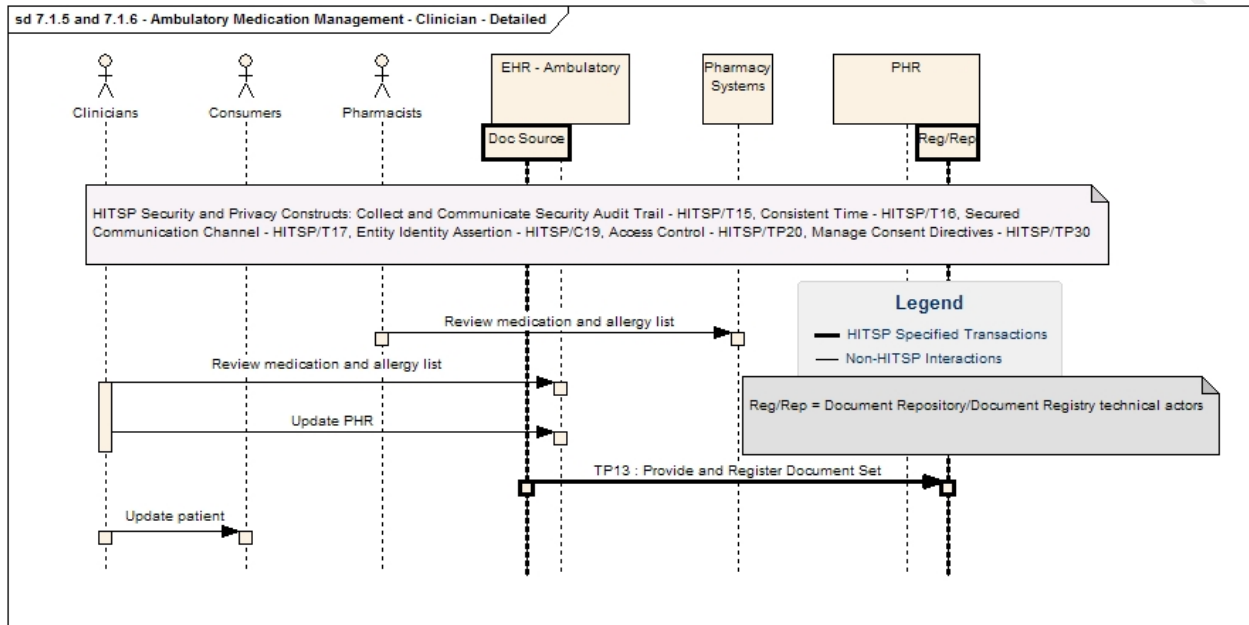 sd 7.1.5 and 7.1.6 - Ambulatory Medication Management - Clinician - Detailed
Clinicians
Consumers
Pharmacists
EHR - Ambulatory
Pharmacy
Systems
PHR
Doc Source
Reg/Rep
HITSP Security and Privacy Constructs: Collect and Communicate Security Audit Trail - HITSP/T15, Consistent Time - HITSP/T16, Secured
Communication Channel - HITSP/T17, Entity Identity Assertion - HITSP/C19, Access Control - HITSP/TP20, Manage Consent Directives - HITSP/TP30
Legend
HITSP Specified Transactions
Non-HITSP Interactions
Review medication and allergy list
Review medication and allergy list
Reg/Rep = Document Repository/Document Registry technical actors
Update PHR
TP13 : Provide and Register Document Set
Update patient